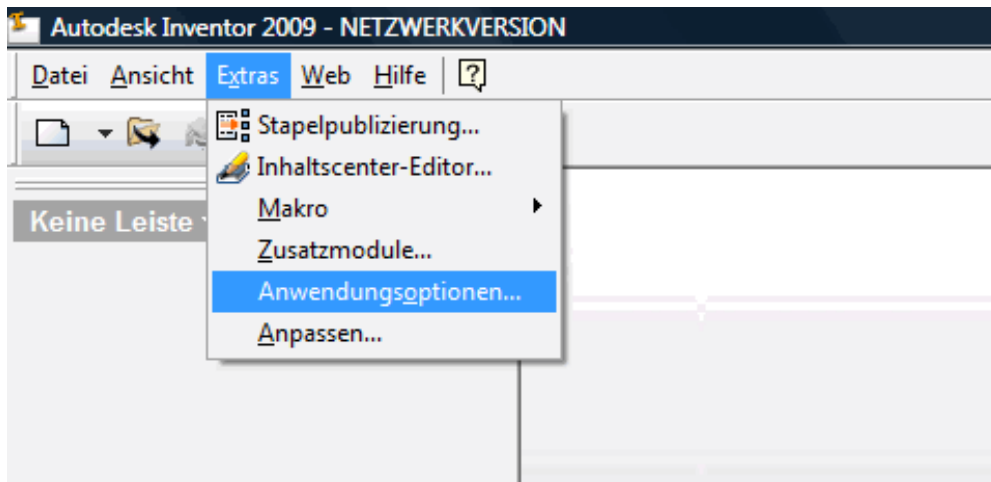 Autodesk Inventor 2009 - NETZWERKVERSION
Datei Ansicht Extras Web Hilfe ?
Stapelpublizierung...
Inhaltscenter-Editor...
Makro
Keine Leiste
Zusatzmodule...
Anwendungsoptionen...
Anpassen...